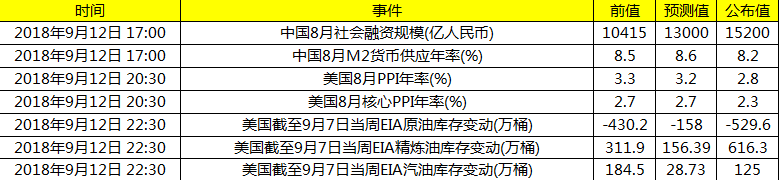 时间 事件 前值 预测值 公布值
2018年9月12日 17:00 中国8月社会融资规模(亿人民币) 10415 13000 15200
2018年9月12日 17:00 中国8月M2货币供应年率(%) 8.5 8.6 8.2
2018年9月12日 20:30 美国8月PPI年率(%) 3.3 3.2 2.8
2018年9月12日 20:30 美国8月核心PPI年率(%) 2.7 2.7 2.3
2018年9月12日 22:30 美国截至9月7日当周EIA原油库存变动(万桶) -430.2 -158 -529.6
2018年9月12日 22:30 美国截至9月7日当周EIA精炼油库存变动(万桶) 311.9 156.39 616.3
2018年9月12日 22:30 美国截至9月7日当周EIA汽油库存变动(万桶) 184.5 28.73 125